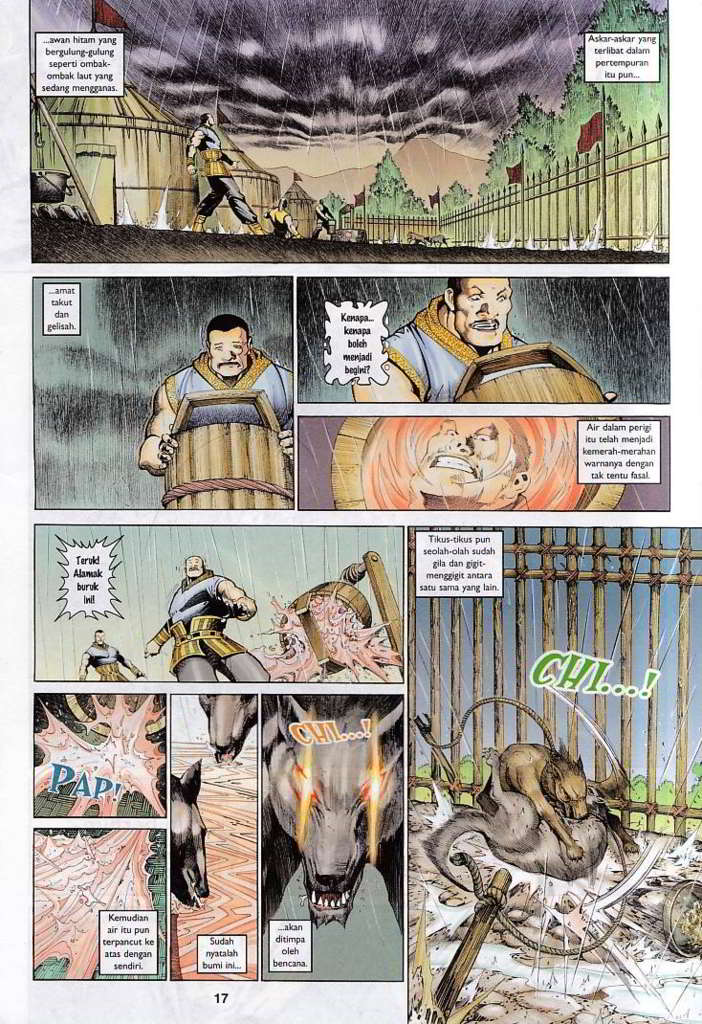 ...awan hitam yang
bergulung-gulung
seperti ombak-
ombak laut yang
sedang mengganas.
Askar-askar yang
terlibat dalam
pertempuran
itu pun...
...amat
takut
dan
gelisah.
Kenapa...
kenapa
boleh
menjadi
begini?
Air dalam perigi
itu telah menjadi
kemerah-merahan
warnanya dengan
tak tentu fasal.
Teruk!
Alamak
buruk
ini!
Tikus-tikus pun
seolah-olah sudah
gila dan gigit-
menggigit antara
satu sama yang lain.
CHI...!
PAP!
Kemudian
air itu pun
terpancut ke
atas dengan
sendiri.
Sudah
nyatalah
bumi ini...
CHI...!
...akan
ditimpa
oleh
bencana.
17